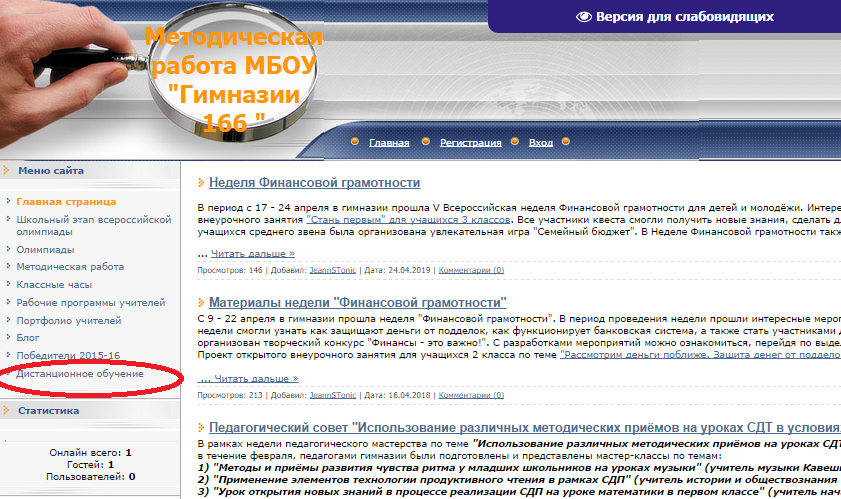 Версия для слабовидящих
Методическая
работа МБОУ
"Гимназии
166 "
Главная Регистрация Вход
Меню сайта
Главная страница
Школьный этап всероссийской
олимпиады
Олимпиады
Методическая работа
Классные часы
Рабочие программы учителей
Портфолио учителей
Блог
Победители 2015-16
Дистанционное обучение
Статистика
Онлайн всего: 1
Гостей: 1
Пользователей: 0
Неделя Финансовой грамотности
В период с 17 - 24 апреля в гимназии прошла V Всероссийская неделя Финансовой грамотности для детей и молодёжи. Интере
внеурочного занятия "Стань первым" для учащихся 3 классов. Все участники квеста смогли получить новые знания, сделать д
учащихся среднего звена была организована увлекательная игра "Семейный бюджет". В Неделе Финансовой грамотности такж
... Читать дальше »
Просмотров: 146 | Добавил: JeannSTonic | Дата: 24.04.2019 | Комментарии (0)
Материалы недели "Финансовой грамотности"
С 9 - 22 апреля в гимназии прошла неделя "Финансовой грамотности". В период проведения недели прошли интересные мероп
недели смогли узнать как защищают деньги от подделок, как функционирует банковская система, а также стать участниками д
организован творческий конкурс "Финансы - это важно!". С разработками мероприятий можно ознакомиться, перейдя по выде
Проект открытого внеурочного занятия для учащихся 2 класса по теме "Рассмотрим деньги поближе. Защита денег от поддело
... Читать дальше »
Просмотров: 213 | Добавил: JeannSTonic | Дата: 16.04.2018 | Комментарии (0)
Педагогический совет "Использование различных методических приёмов на уроках СДТ в условия
В рамках недели педагогического мастерства по теме "Использование различных методических приёмов на уроках СДТ
в течение февраля, педагогами гимназии были подготовлены и представлены мастер-классы по темам:
1) "Методы и приёмы развития чувства ритма у младших школьников на уроках музыки" (учитель музыки Кавеш
2) "Применение элементов технологии продуктивного чтения в рамках СДП" (учитель истории и обществознания
3) "Урок открытия новых знаний в процессе реализации СДП на уроке математики в первом классе" (учитель нач